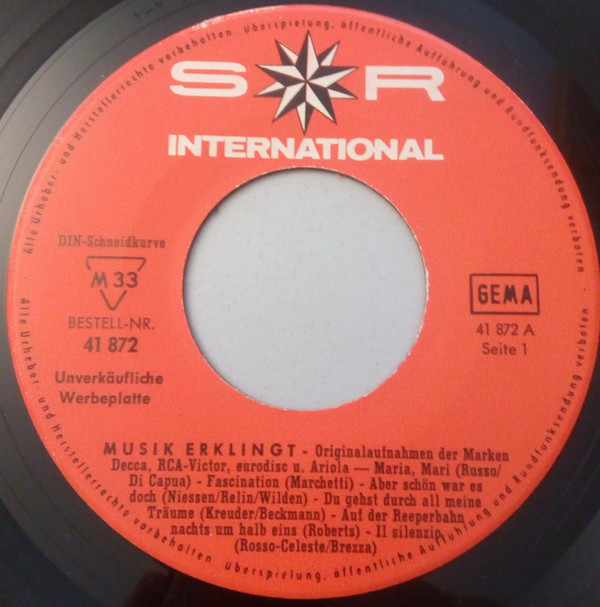 S R
INTERNATIONAL
DIN-Schneidkurve
M 33
BESTELL-NR.
41 872
Unverkäufliche
Werbeplatte
GEMA
41 872 A
Seite 1
MUSIK ERKLINGT - Originalaufnahmen der Marken
Decca, RCA-Victor, eurodisc u. Ariola — Maria, Mari (Russo/
Di Capua) - Fascination (Marchetti) - Aber schön war es
doch (Niessen/Relin/Wilden) - Du gehst durch all meine
Träume (Kreuder/Beckmann) - Auf der Reeperbahn
nachts um halb eins (Roberts) - Il silenzio
(Rosso-Celeste/Brezza)
Alle Urheber- und Herstellerrechte vorbehalten. Überspielung, öffentliche Aufführung und Rundfunksendung verboten -
Alle Urheber- und Herstellerrechte vorbehalten. Überspielung, öffentliche Aufführung und Rundfunksendung verboten -